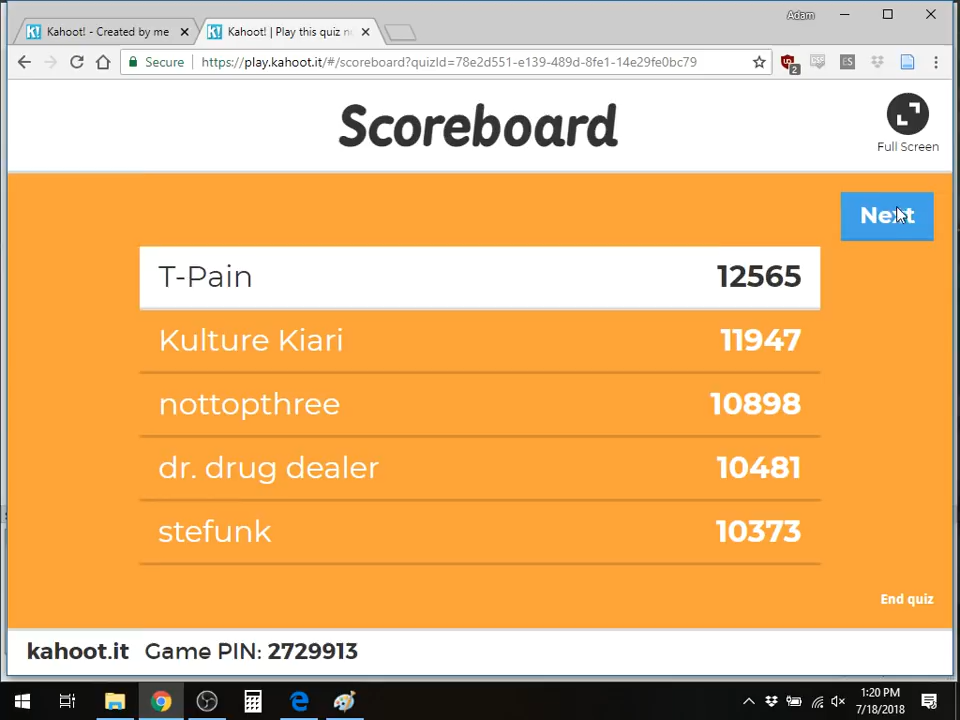 Adam
Kahoot! - Created by me
Kahoot! | Play this quiz n
Secure
https://play.kahoot.it/#/scoreboard?quizId=78e2d551-e139-489d-8fe1-14e29fe0bc79
2
ES
Scoreboard
Full Screen
Next
T-Pain 12565
Kulture Kiari 11947
nottopthree 10898
dr. drug dealer 10481
stefunk 10373
End quiz
kahoot.it Game PIN: 2729913
1:20 PM
7/18/2018